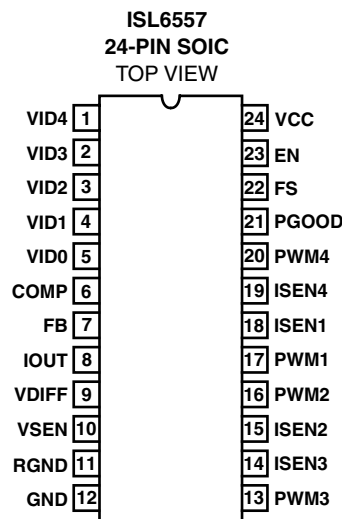 ISL6557
24-PIN SOIC
TOP VIEW
VID4 1 24 VCC
VID3 2 23 EN
VID2 3 22 FS
VID1 4 21 PGOOD
VID0 5 20 PWM4
COMP 6 19 ISEN4
FB 7 18 ISEN1
IOUT 8 17 PWM1
VDIFF 9 16 PWM2
VSEN 10 15 ISEN2
RGND 11 14 ISEN3
GND 12 13 PWM3